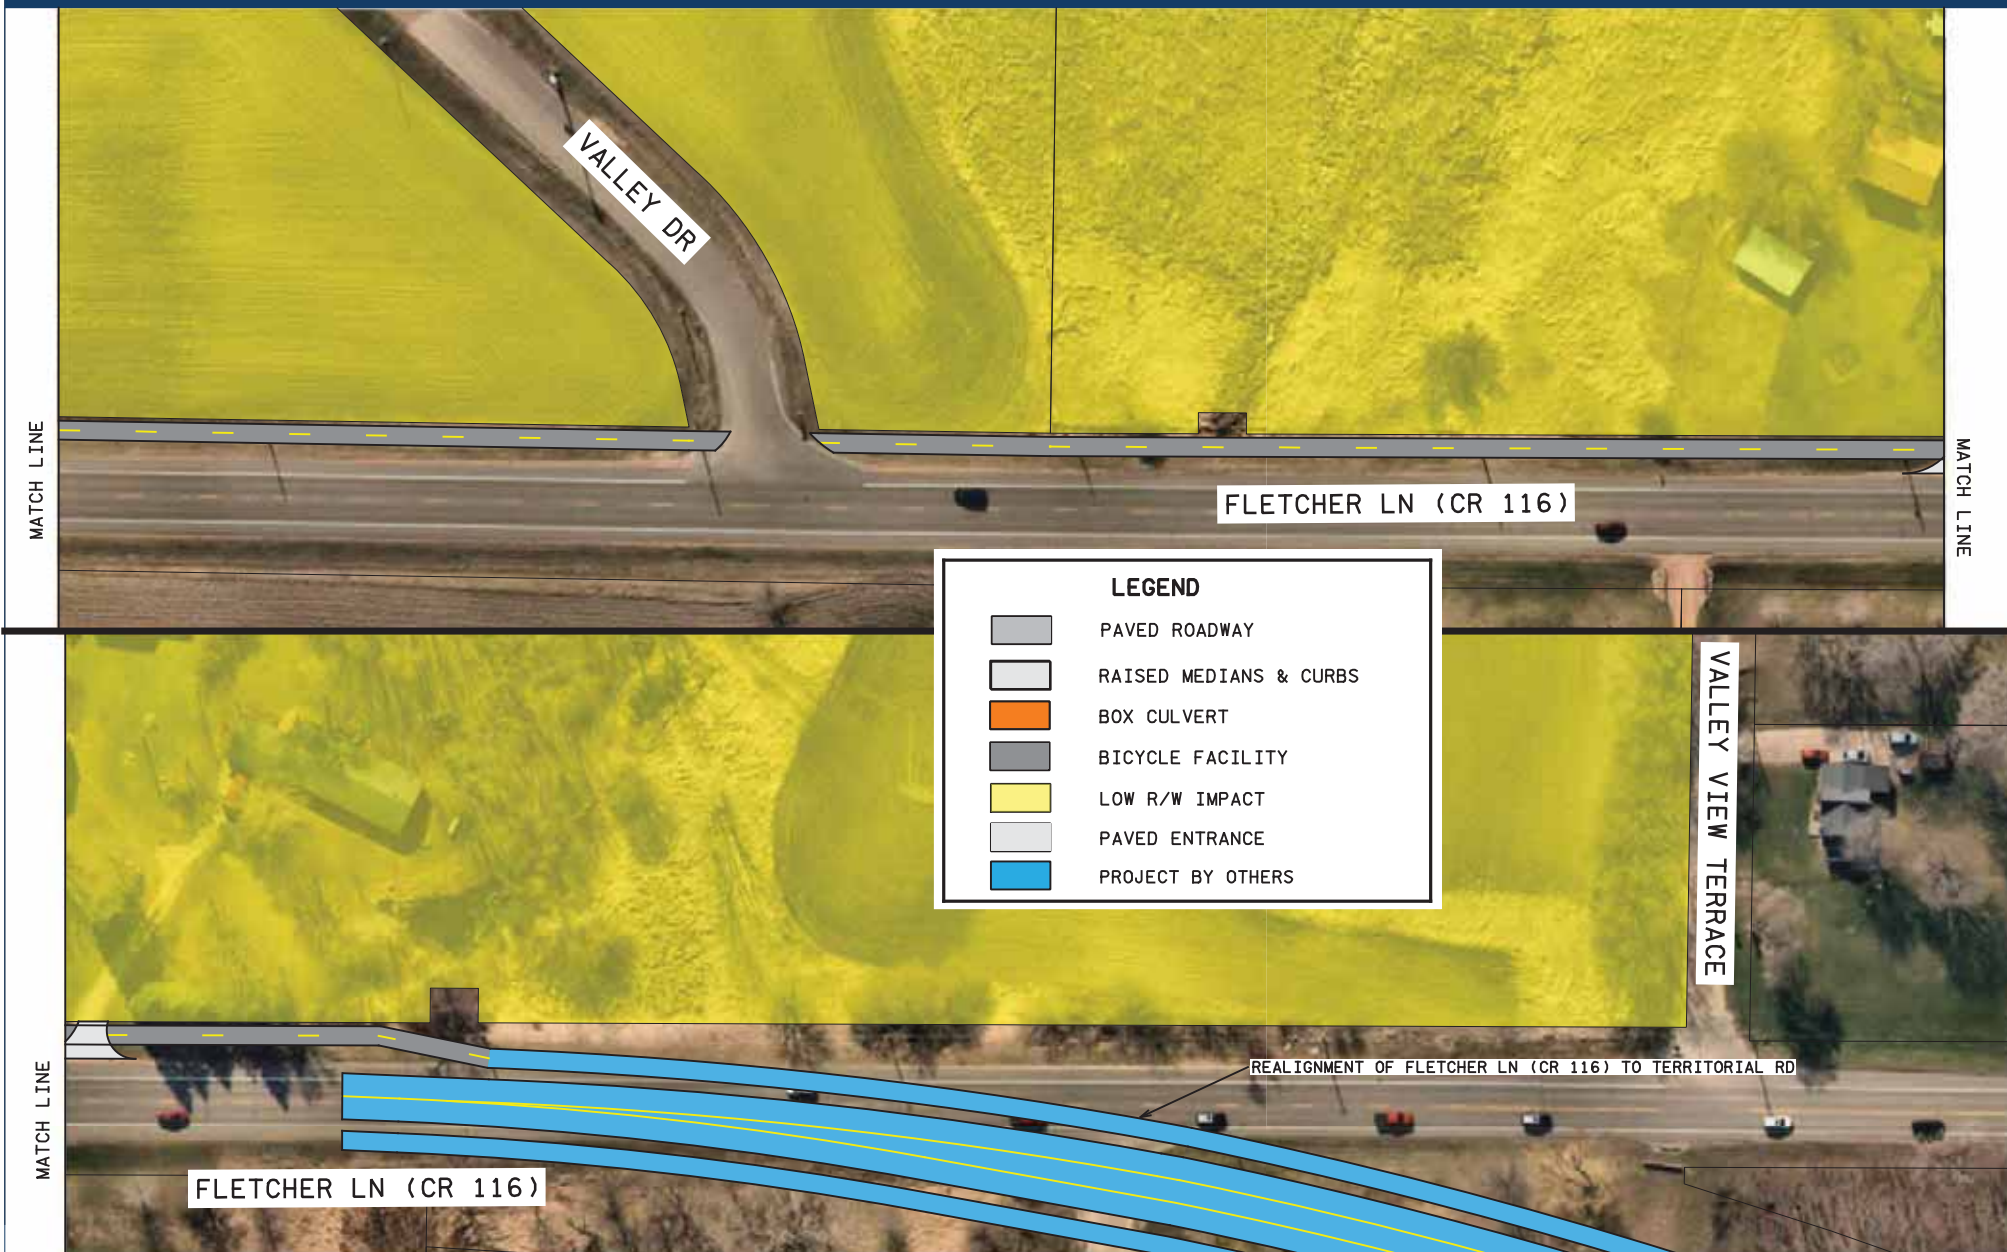 VALLEY DR
MATCH LINE
MATCH LINE
FLETCHER LN (CR 116)
LEGEND
PAVED ROADWAY
RAISED MEDIANS & CURBS
BOX CULVERT
BICYCLE FACILITY
LOW R/W IMPACT
PAVED ENTRANCE
PROJECT BY OTHERS
VALLEY VIEW TERRACE
REALIGNMENT OF FLETCHER LN (CR 116) TO TERRITORIAL RD
MATCH LINE
FLETCHER LN (CR 116)